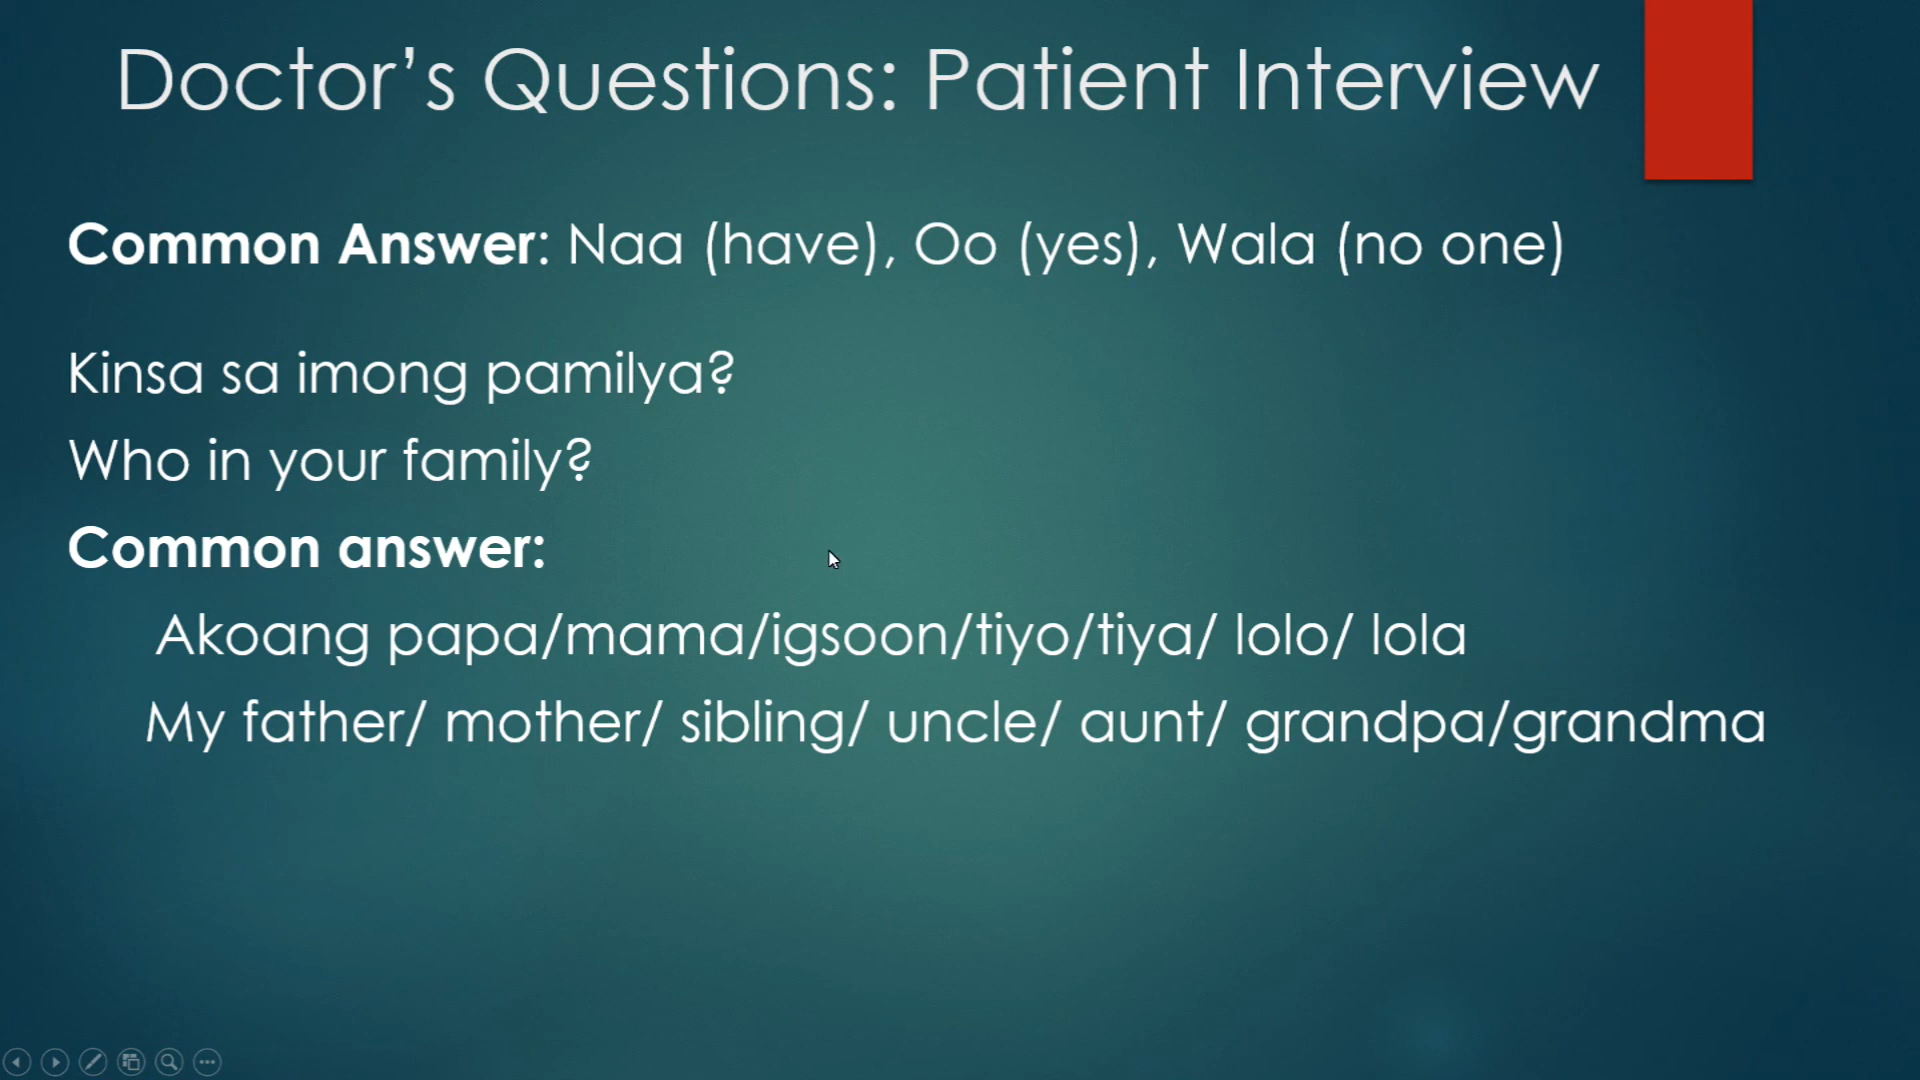 Doctor’s Questions: Patient Interview
Common Answer: Naa (have), Oo (yes), Wala (no one)
Kinsa sa imong pamilya?
Who in your family?
Common answer:
Akoang papa/mama/igsoon/tiyo/tiya/ lolo/ lola
My father/ mother/ sibling/ uncle/ aunt/ grandpa/grandma